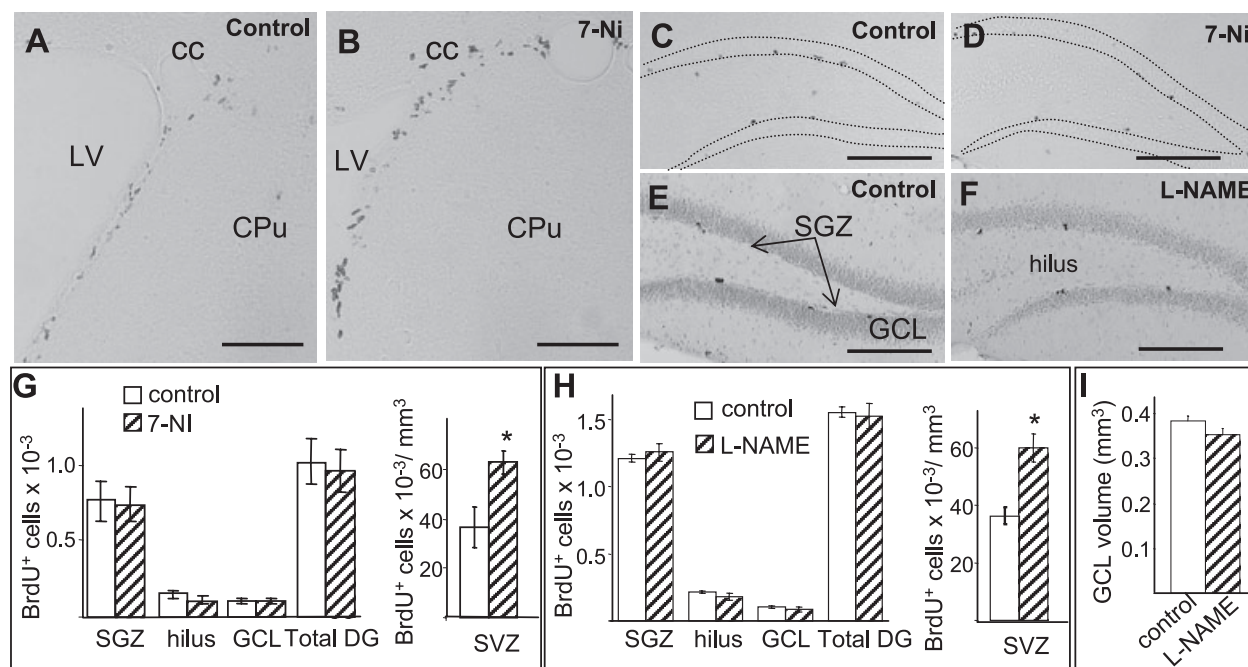 A Control
CC
LV
CPu
B 7-Ni
CC
LV
CPu
C Control
D 7-Ni
E Control
SGZ
GCL
F L-NAME
hilus
G
control
7-NI
BrdU⁺ cells x 10⁻³
1.0
0.5
SGZ hilus GCL Total DG
BrdU⁺ cells x 10⁻³/ mm³
60
40
20
*
SVZ
H
control
L-NAME
BrdU⁺ cells x 10⁻³
1.5
1.0
0.5
SGZ hilus GCL Total DG
BrdU⁺ cells x 10⁻³/ mm³
60
40
20
*
SVZ
I
GCL volume (mm³)
0.4
0.3
0.2
0.1
control
L-NAME